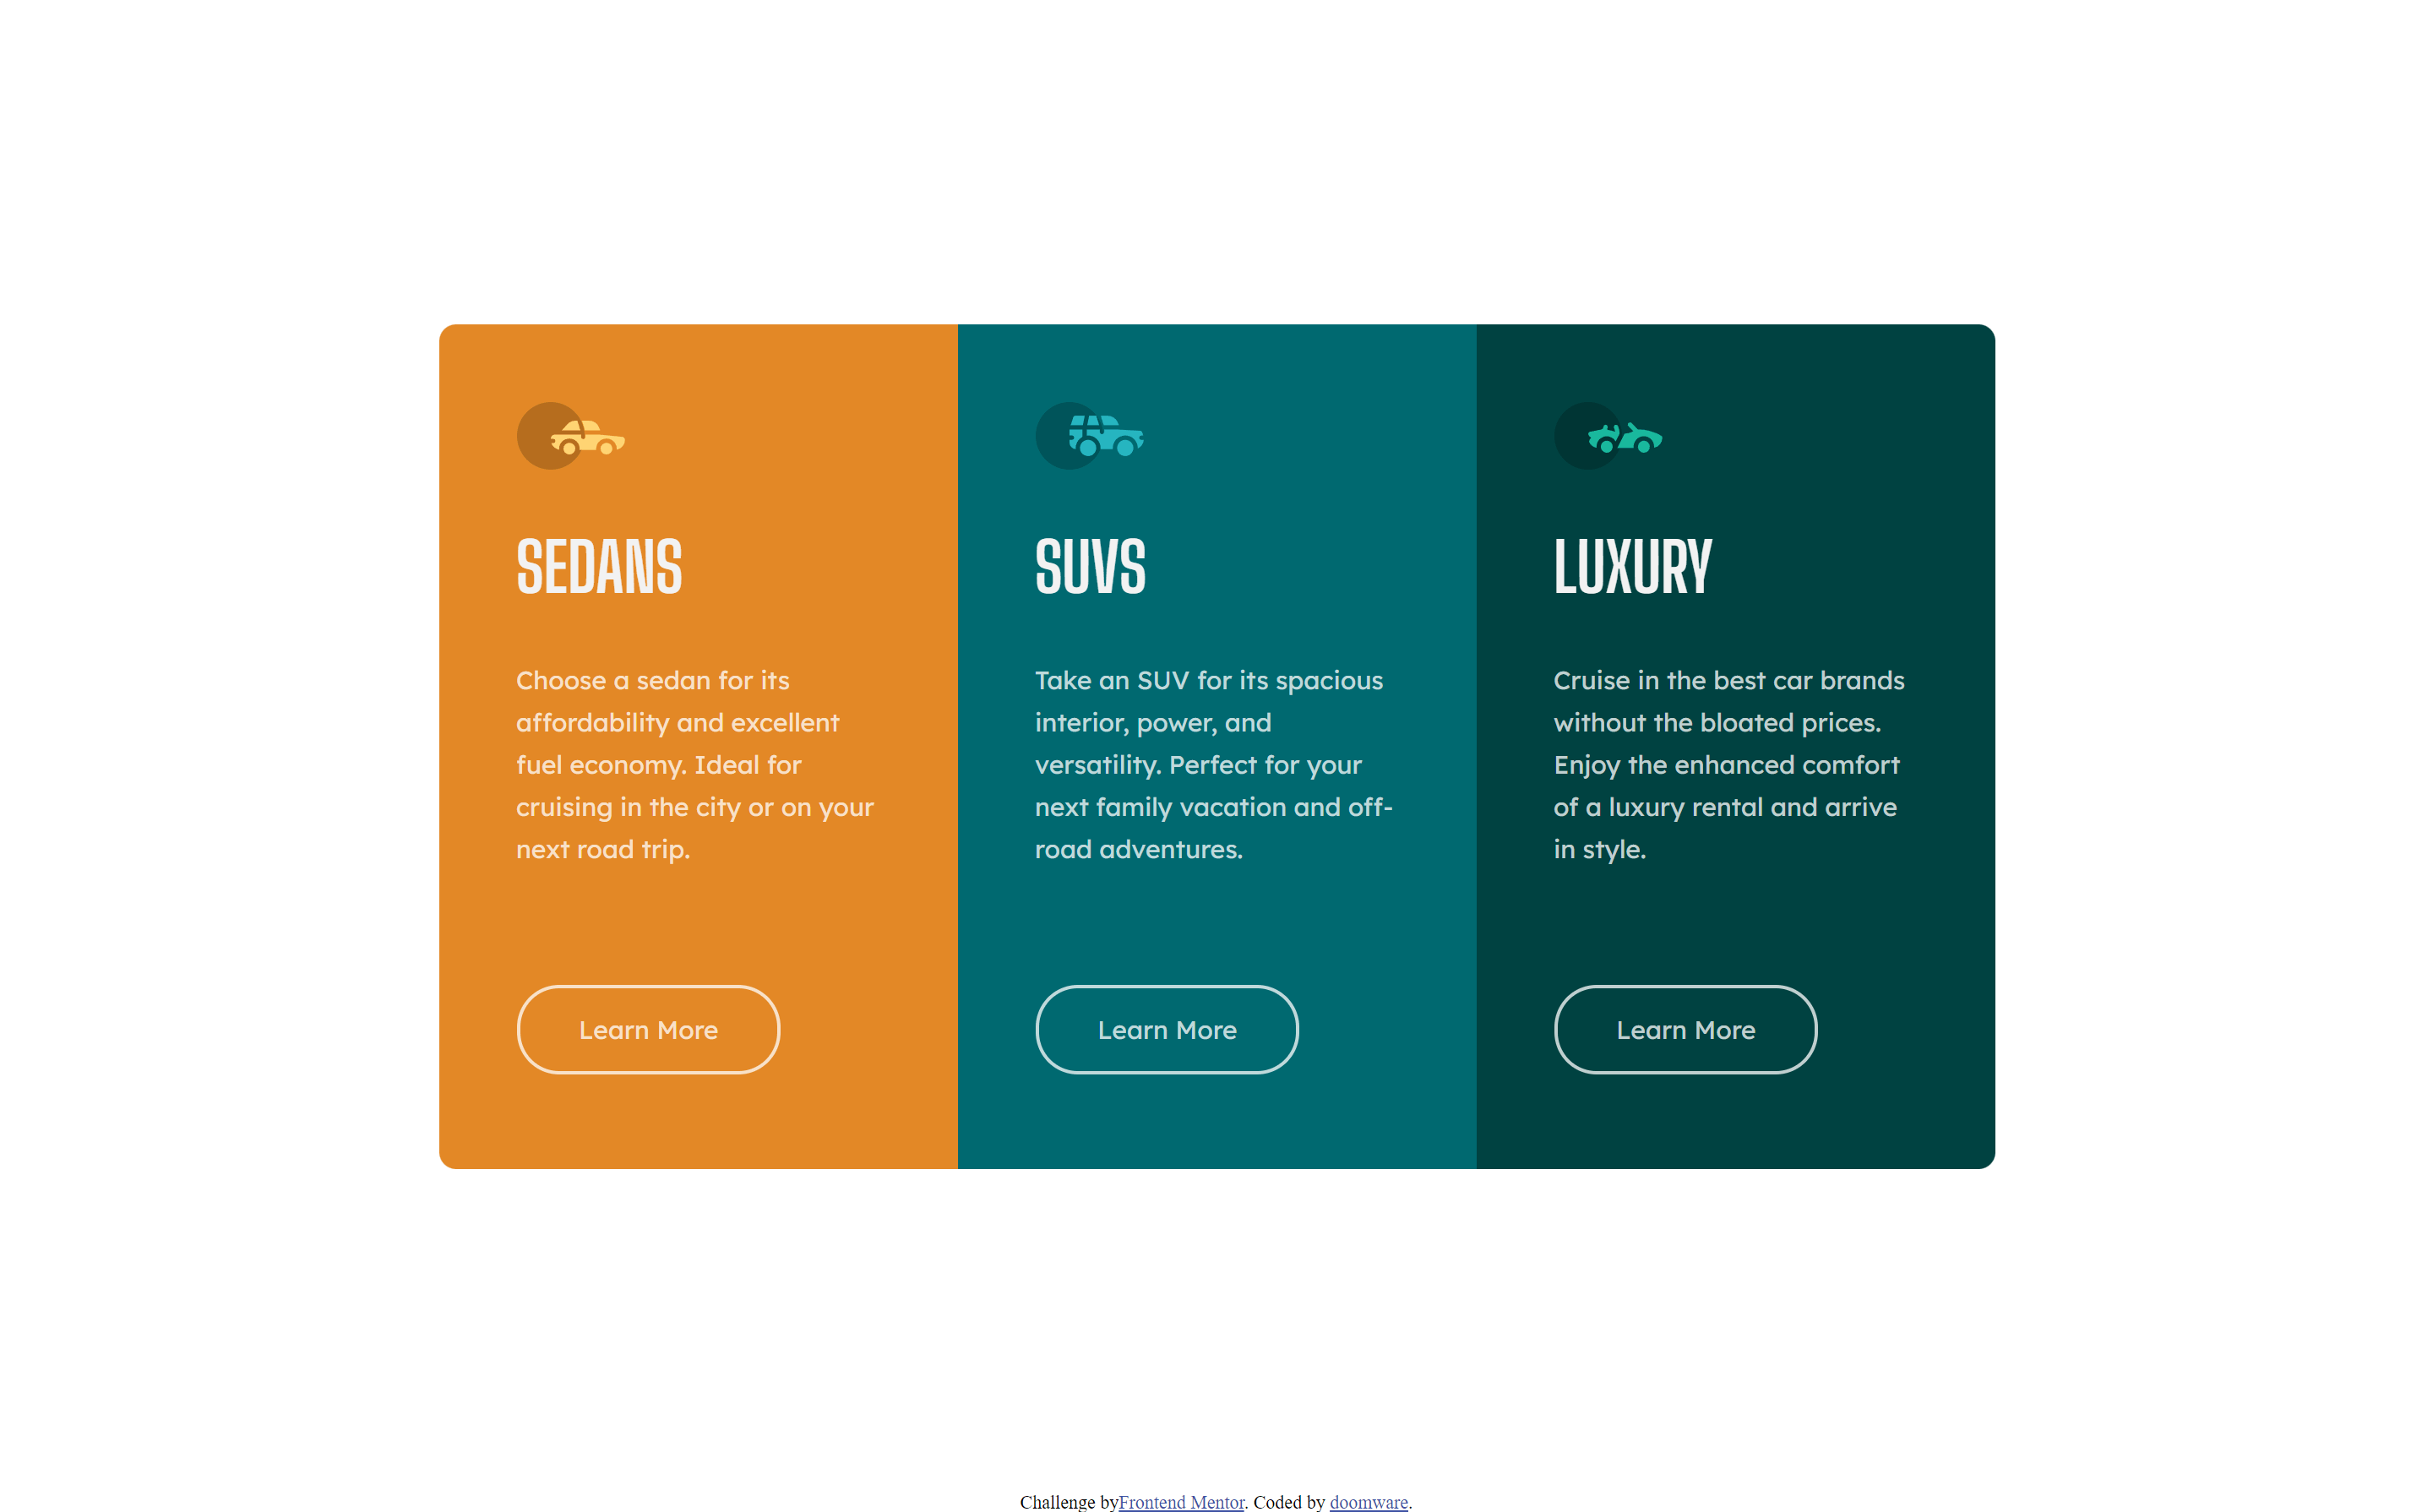 SEDANS
Choose a sedan for its
affordability and excellent
fuel economy. Ideal for
cruising in the city or on your
next road trip.
Learn More
SUVS
Take an SUV for its spacious
interior, power, and
versatility. Perfect for your
next family vacation and off-
road adventures.
Learn More
LUXURY
Cruise in the best car brands
without the bloated prices.
Enjoy the enhanced comfort
of a luxury rental and arrive
in style.
Learn More
Challenge byFrontend Mentor. Coded by doomware.